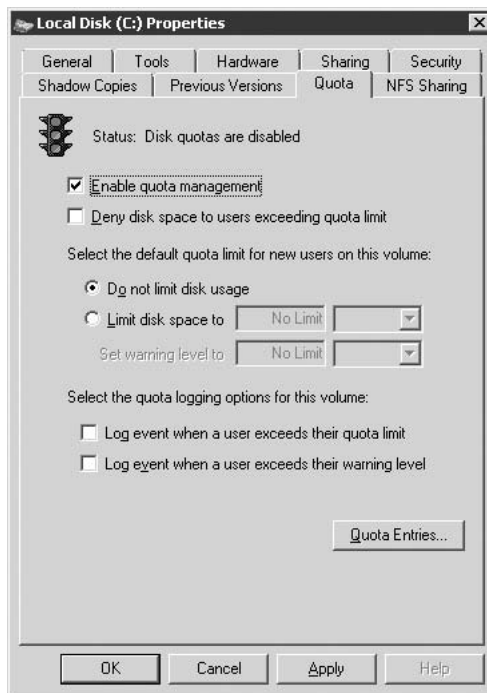 Local Disk (C:) Properties
General Tools Hardware Sharing Security
Shadow Copies Previous Versions Quota NFS Sharing
Status: Disk quotas are disabled
Enable quota management
Deny disk space to users exceeding quota limit
Select the default quota limit for new users on this volume:
Do not limit disk usage
Limit disk space to No Limit
Set warning level to No Limit
Select the quota logging options for this volume:
Log event when a user exceeds their quota limit
Log event when a user exceeds their warning level
Quota Entries...
OK Cancel Apply Help